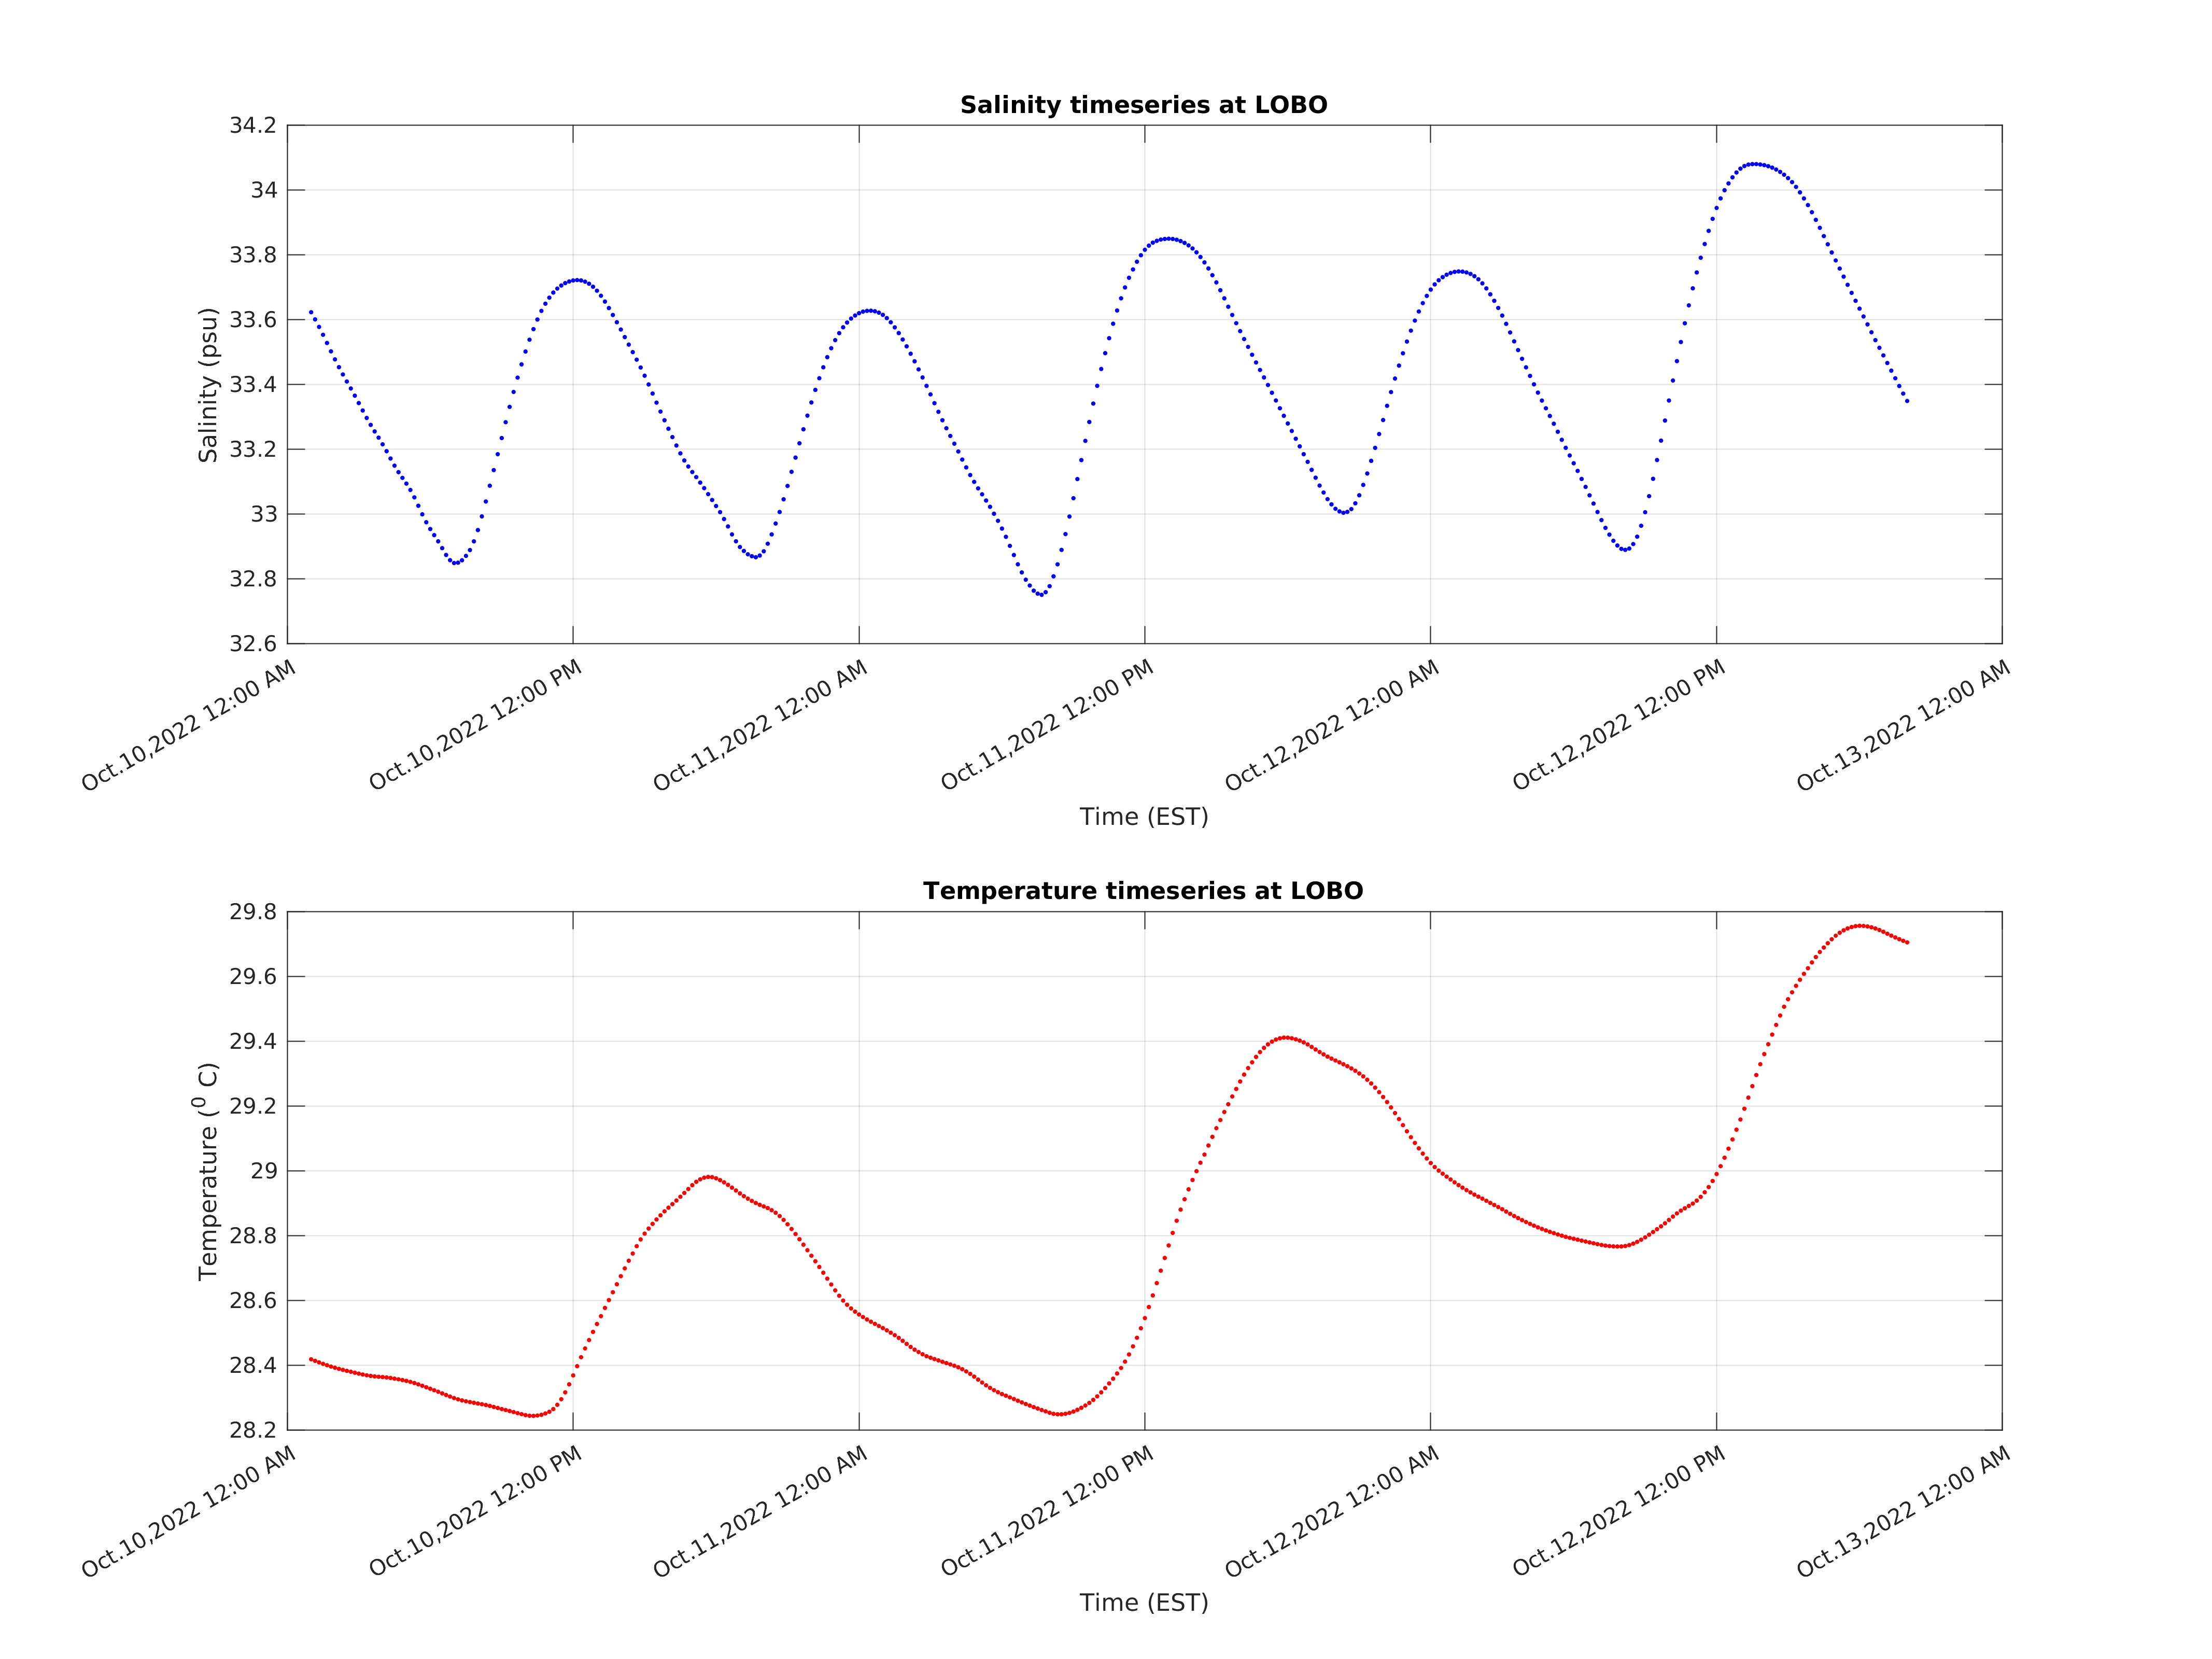 Salinity timeseries at LOBO
Salinity (psu)
34.2
34
33.8
33.6
33.4
33.2
33
32.8
32.6
Oct.10,2022 12:00 AM
Oct.10,2022 12:00 PM
Oct.11,2022 12:00 AM
Oct.11,2022 12:00 PM
Oct.12,2022 12:00 AM
Oct.12,2022 12:00 PM
Oct.13,2022 12:00 AM
Time (EST)
Temperature timeseries at LOBO
Temperature (⁰ C)
29.8
29.6
29.4
29.2
29
28.8
28.6
28.4
28.2
Oct.10,2022 12:00 AM
Oct.10,2022 12:00 PM
Oct.11,2022 12:00 AM
Oct.11,2022 12:00 PM
Oct.12,2022 12:00 AM
Oct.12,2022 12:00 PM
Oct.13,2022 12:00 AM
Time (EST)